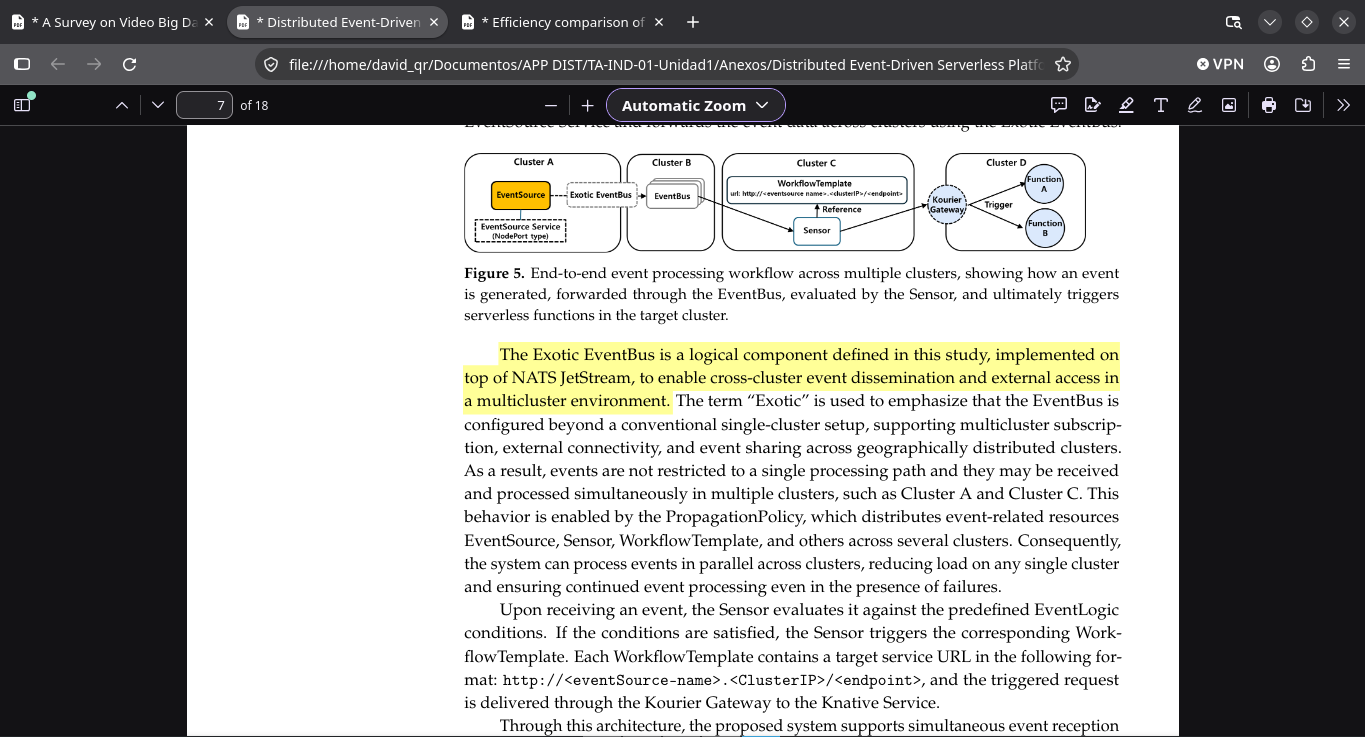 * A Survey on Video Big Da
* Distributed Event-Driven
* Efficiency comparison of
file:///home/david_qr/Documentos/APP DIST/TA-IND-01-Unidad1/Anexos/Distributed Event-Driven Serverless Platfo
VPN
7 of 18
Automatic Zoom
EventSource Service and forwards the event data across clusters using the Exotic EventBus.
Cluster A
Cluster B
Cluster C
Cluster D
EventSource
Exotic EventBus
EventBus
EventSource Service
(NodePort type)
WorkflowTemplate
url: http://<eventsource name>.<clusterIP>/<endpoint>
Reference
Sensor
Kourier
Gateway
Trigger
Function
A
Function
B
Figure 5. End-to-end event processing workflow across multiple clusters, showing how an event
is generated, forwarded through the EventBus, evaluated by the Sensor, and ultimately triggers
serverless functions in the target cluster.
The Exotic EventBus is a logical component defined in this study, implemented on
top of NATS JetStream, to enable cross-cluster event dissemination and external access in
a multicluster environment. The term “Exotic” is used to emphasize that the EventBus is
configured beyond a conventional single-cluster setup, supporting multicluster subscrip-
tion, external connectivity, and event sharing across geographically distributed clusters.
As a result, events are not restricted to a single processing path and they may be received
and processed simultaneously in multiple clusters, such as Cluster A and Cluster C. This
behavior is enabled by the PropagationPolicy, which distributes event-related resources
EventSource, Sensor, WorkflowTemplate, and others across several clusters. Consequently,
the system can process events in parallel across clusters, reducing load on any single cluster
and ensuring continued event processing even in the presence of failures.
Upon receiving an event, the Sensor evaluates it against the predefined EventLogic
conditions. If the conditions are satisfied, the Sensor triggers the corresponding Work-
flowTemplate. Each WorkflowTemplate contains a target service URL in the following for-
mat: http://<eventSource-name>.<ClusterIP>/<endpoint>, and the triggered request
is delivered through the Kourier Gateway to the Knative Service.
Through this architecture, the proposed system supports simultaneous event reception